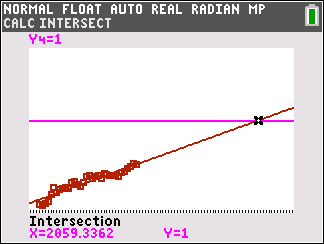 NORMAL FLOAT AUTO REAL RADIAN MP
CALC INTERSECT
Y4=1
Intersection
X=2059.3362 Y=1